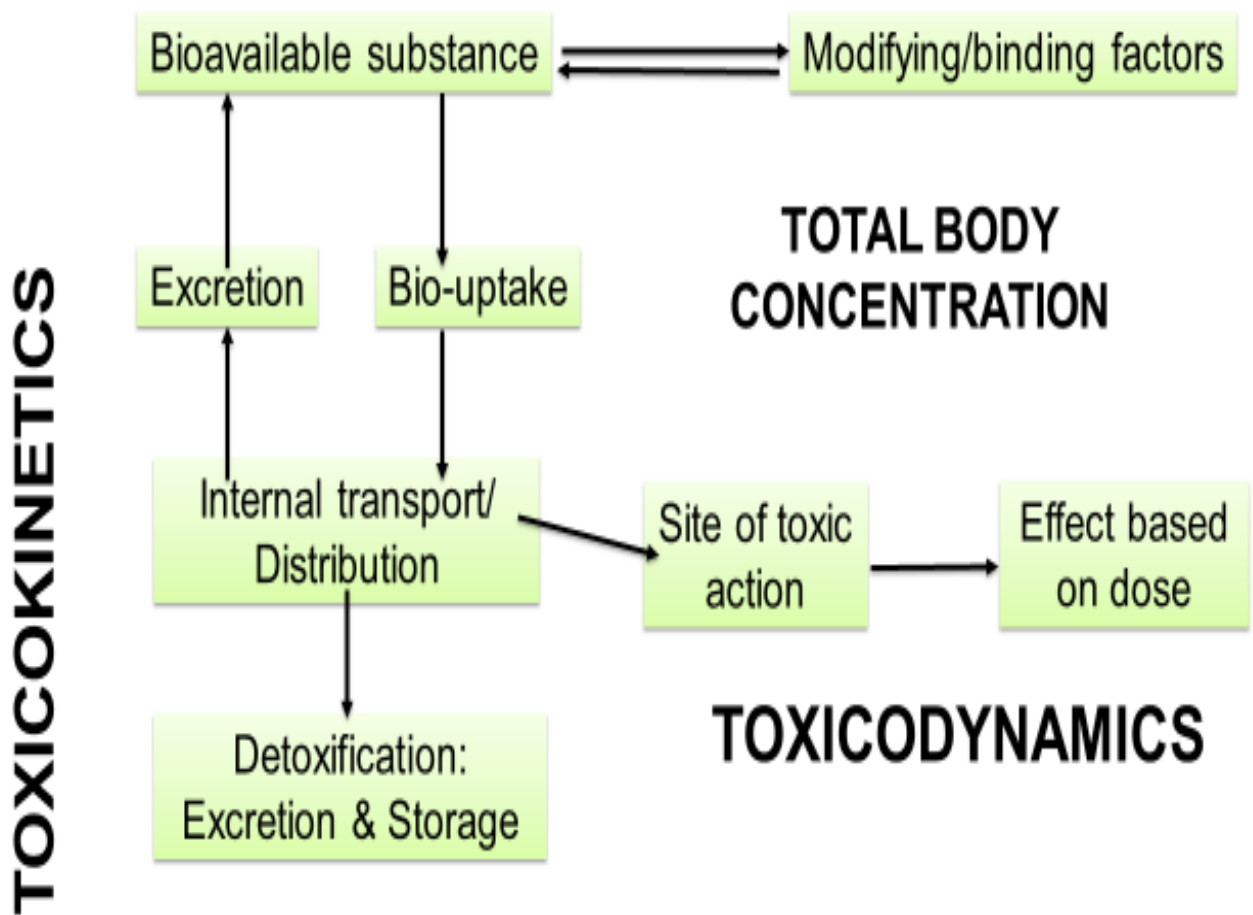 Bioavailable substance
Modifying/binding factors
TOTAL BODY
CONCENTRATION
Excretion
Bio-uptake
TOXICOKINETICS
Internal transport/
Distribution
Site of toxic
action
Effect based
on dose
TOXICODYNAMICS
Detoxification:
Excretion & Storage